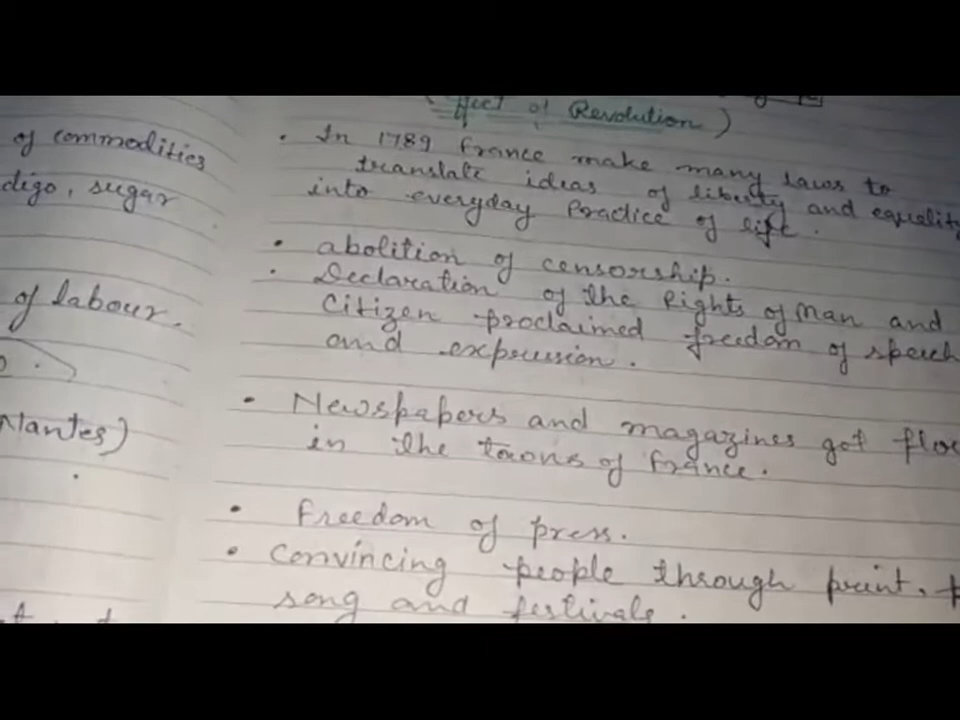 of commodities
digo, sugar
of labour.
Nantes)
Effect of Revolution)
• In 1789 France make many laws to
translate ideas of liberty and equality
into everyday Practice of life.
• abolition of censorship.
• Declaration of the Rights of Man and
Citizen proclaimed freedom of speech
and expression.
• Newspapers and magazines got floo
in the towns of France.
• Freedom of press.
• Convincing people through print, p
song and festivals.